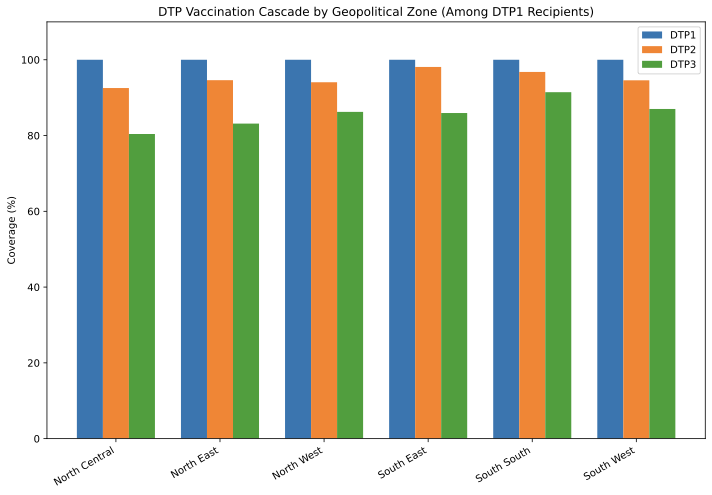 DTP Vaccination Cascade by Geopolitical Zone (Among DTP1 Recipients)
DTP1
DTP2
DTP3
Coverage (%)
100
80
60
40
20
0
North Central
North East
North West
South East
South South
South West